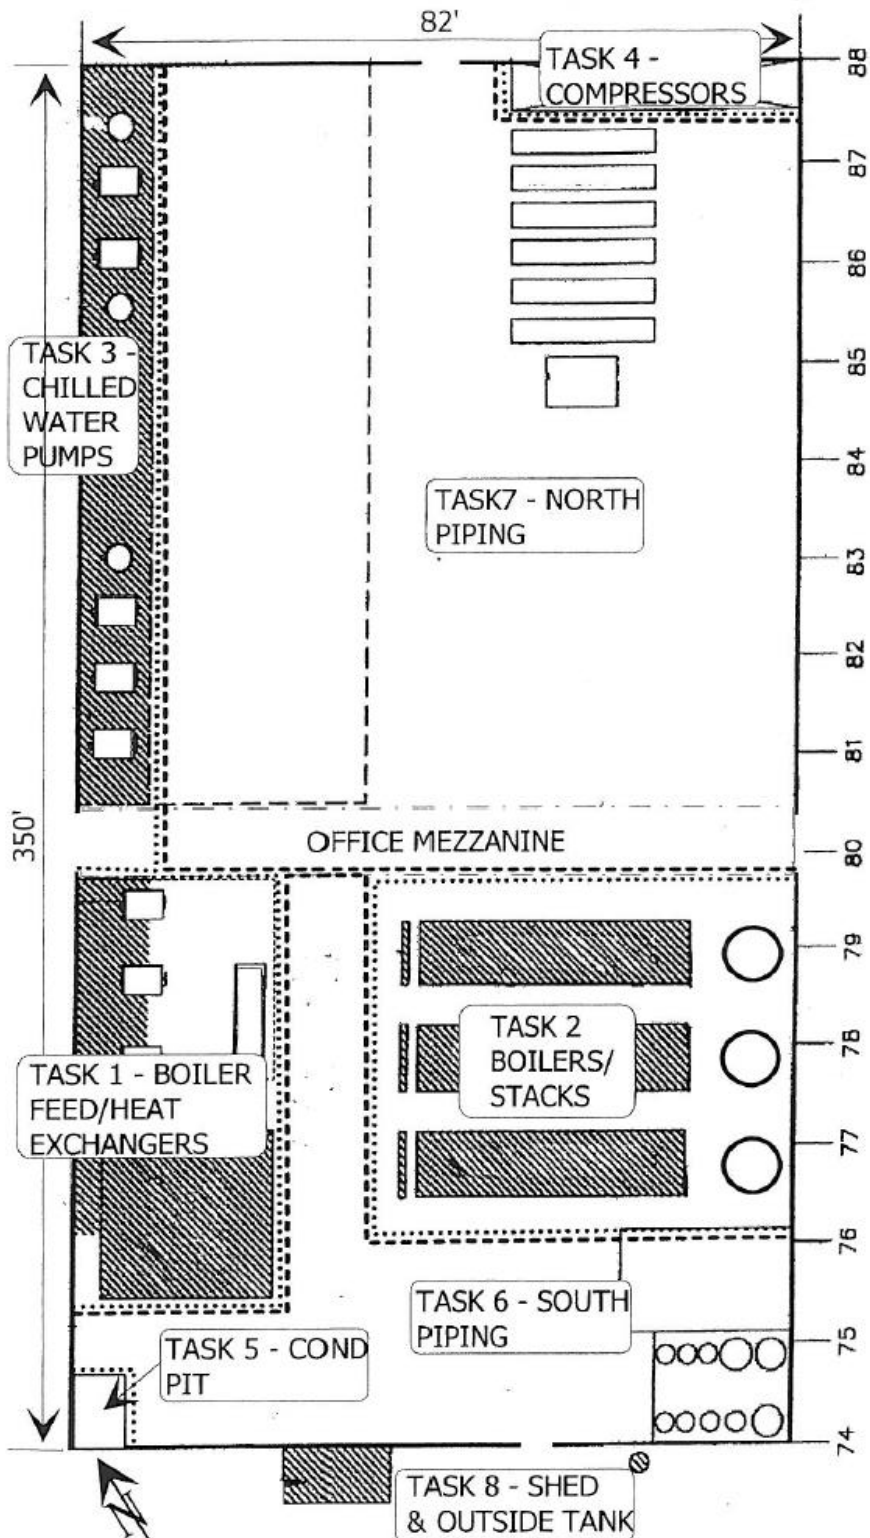 82'
TASK 4 -
COMPRESSORS
88
87
86
85
TASK 3 -
CHILLED
WATER
PUMPS
84
TASK7 - NORTH
PIPING
83
82
81
350'
OFFICE MEZZANINE
80
79
TASK 2
BOILERS/
STACKS
78
TASK 1 - BOILER
FEED/HEAT
EXCHANGERS
77
76
TASK 6 - SOUTH
PIPING
75
TASK 5 - COND
PIT
74
TASK 8 - SHED
& OUTSIDE TANK
N